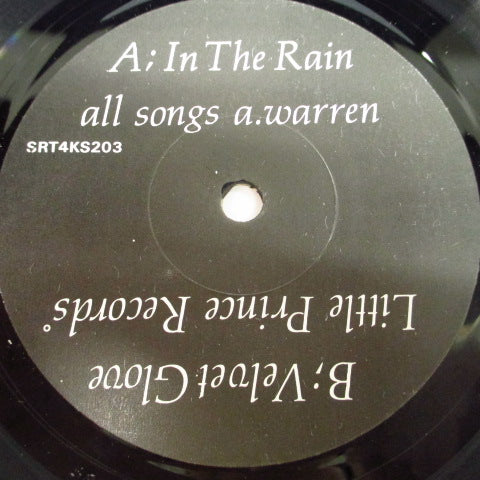 A; In The Rain
all songs a.warren
SRT4KS203
B; Velvet Glove
Little Prince Records°